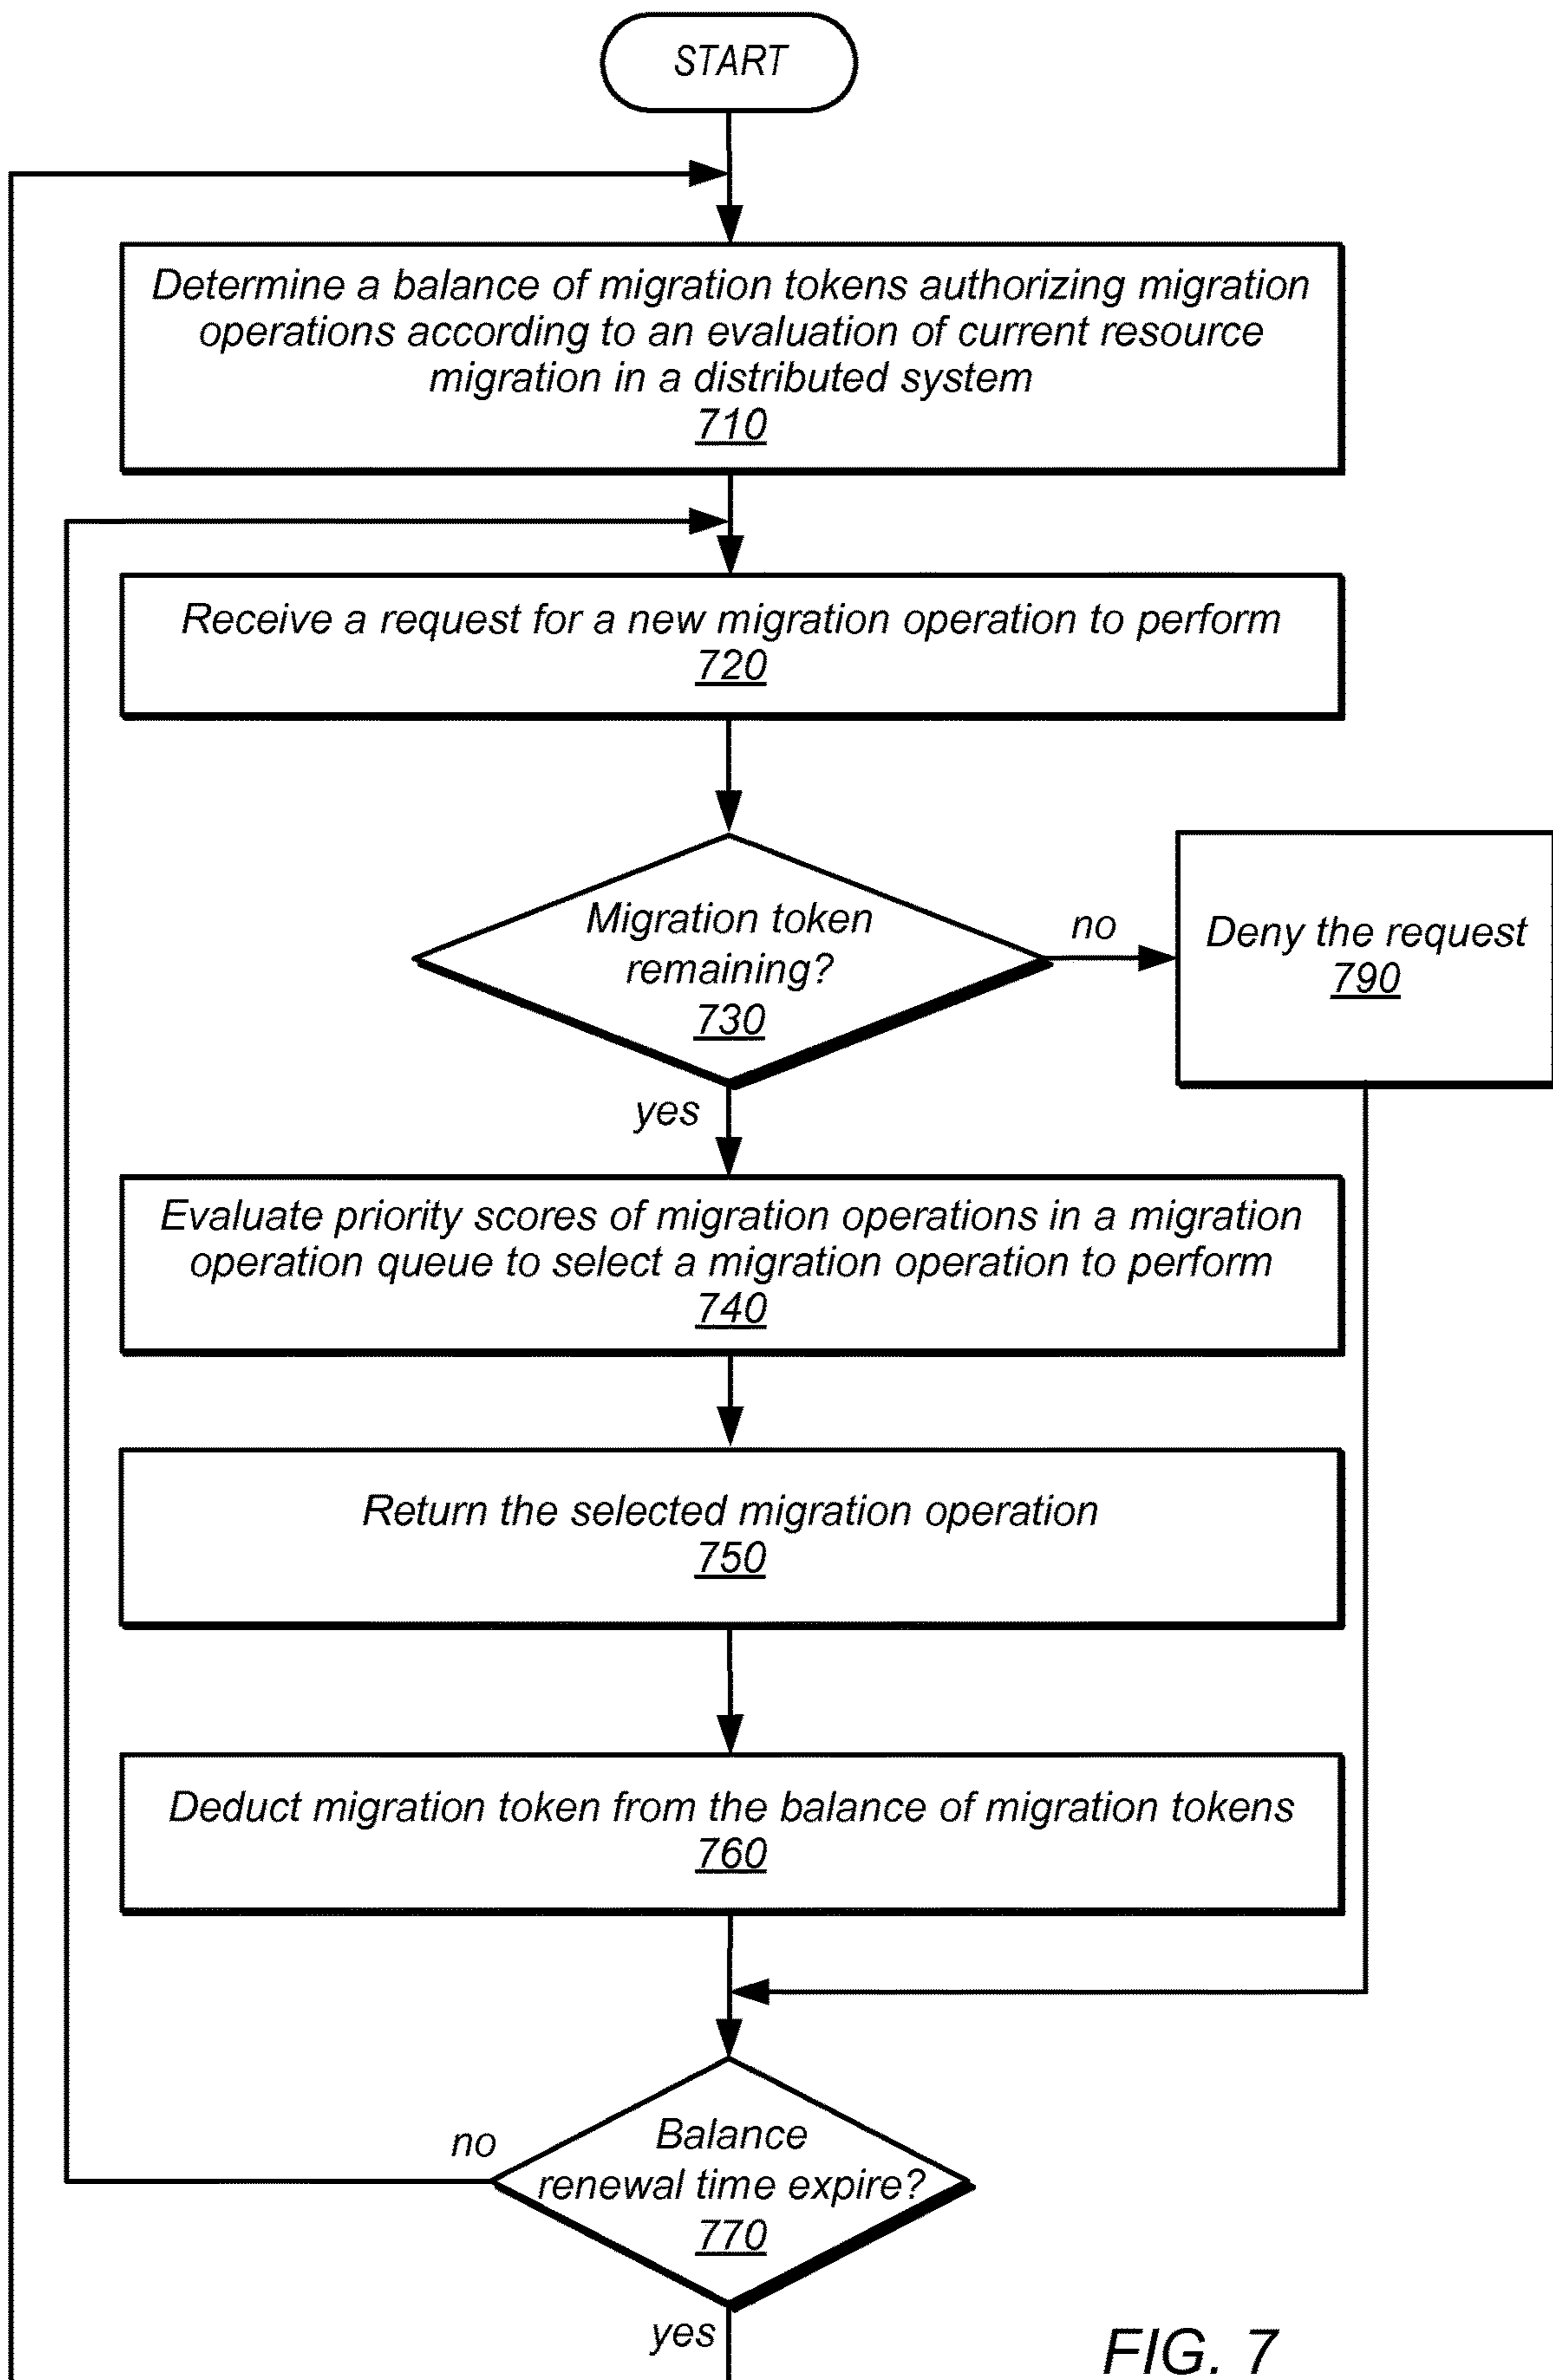 START
Determine a balance of migration tokens authorizing migration
operations according to an evaluation of current resource
migration in a distributed system
710
Receive a request for a new migration operation to perform
720
Migration token
remaining?
730
no
Deny the request
790
yes
Evaluate priority scores of migration operations in a migration
operation queue to select a migration operation to perform
740
Return the selected migration operation
750
Deduct migration token from the balance of migration tokens
760
no
Balance
renewal time expire?
770
yes
FIG. 7